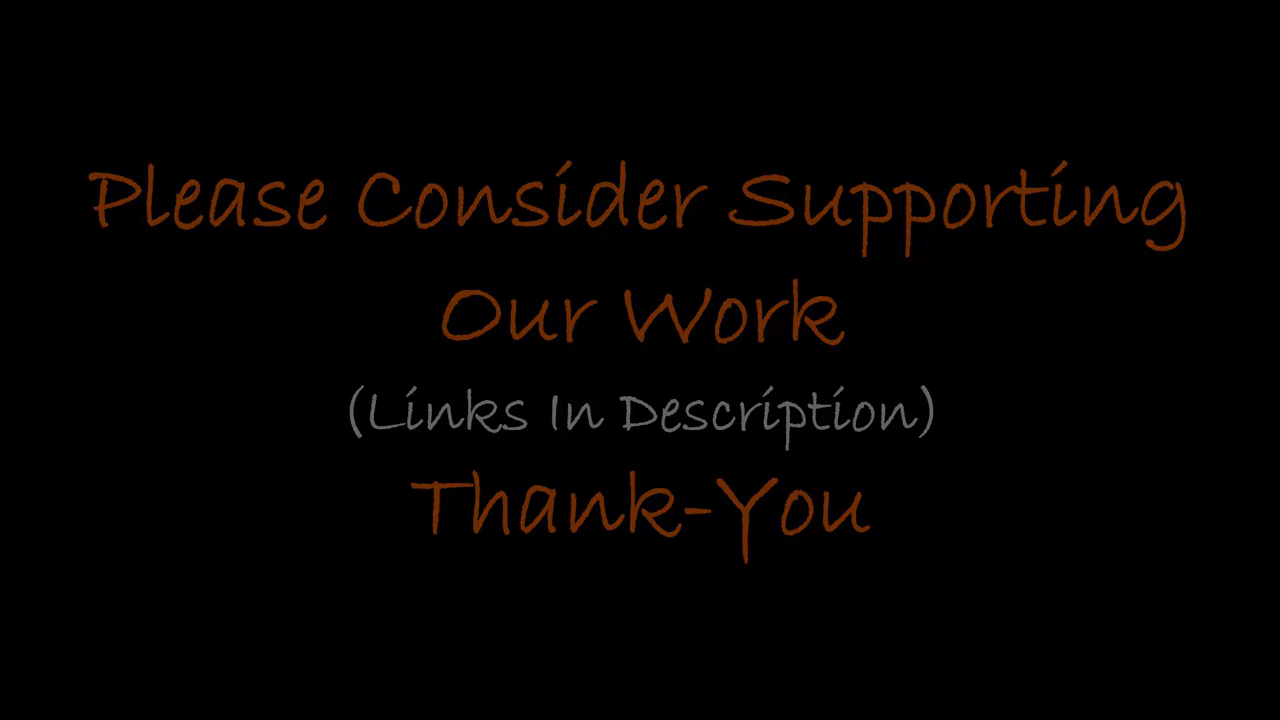 Please Consider Supporting
Our Work
(Links In Description)
Thank-You